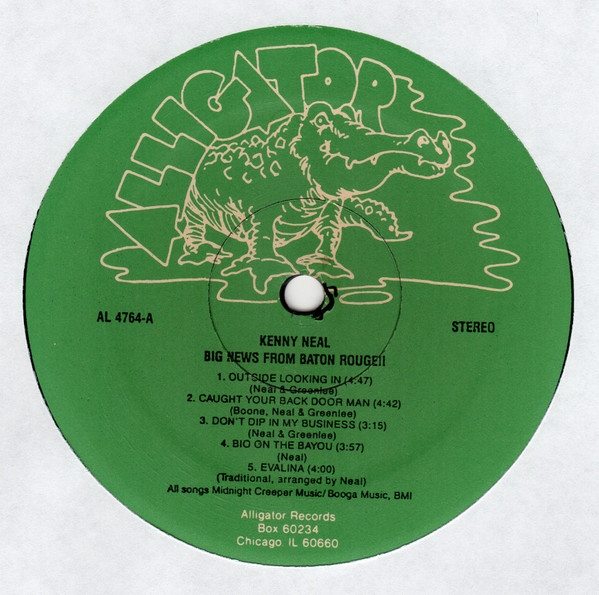 ALLIGATOR
AL 4764-A
STEREO
KENNY NEAL
BIG NEWS FROM BATON ROUGE!!
1. OUTSIDE LOOKING IN (4:47)
(Neal & Greenlee)
2. CAUGHT YOUR BACK DOOR MAN (4:42)
(Boone, Neal & Greenlee)
3. DON'T DIP IN MY BUSINESS (3:15)
(Neal & Greenlee)
4. BIO ON THE BAYOU (3:57)
(Neal)
5. EVALINA (4:00)
(Traditional, arranged by Neal)
All songs Midnight Creeper Music/ Booga Music, BMI
Alligator Records
Box 60234
Chicago, IL 60660